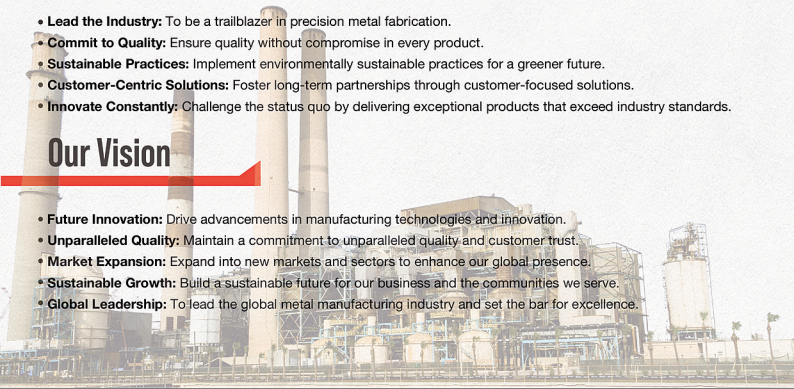 • Lead the Industry: To be a trailblazer in precision metal fabrication.
• Commit to Quality: Ensure quality without compromise in every product.
• Sustainable Practices: Implement environmentally sustainable practices for a greener future.
• Customer-Centric Solutions: Foster long-term partnerships through customer-focused solutions.
• Innovate Constantly: Challenge the status quo by delivering exceptional products that exceed industry standards.
Our Vision
• Future Innovation: Drive advancements in manufacturing technologies and innovation.
• Unparalleled Quality: Maintain a commitment to unparalleled quality and customer trust.
• Market Expansion: Expand into new markets and sectors to enhance our global presence.
• Sustainable Growth: Build a sustainable future for our business and the communities we serve.
• Global Leadership: To lead the global metal manufacturing industry and set the bar for excellence.